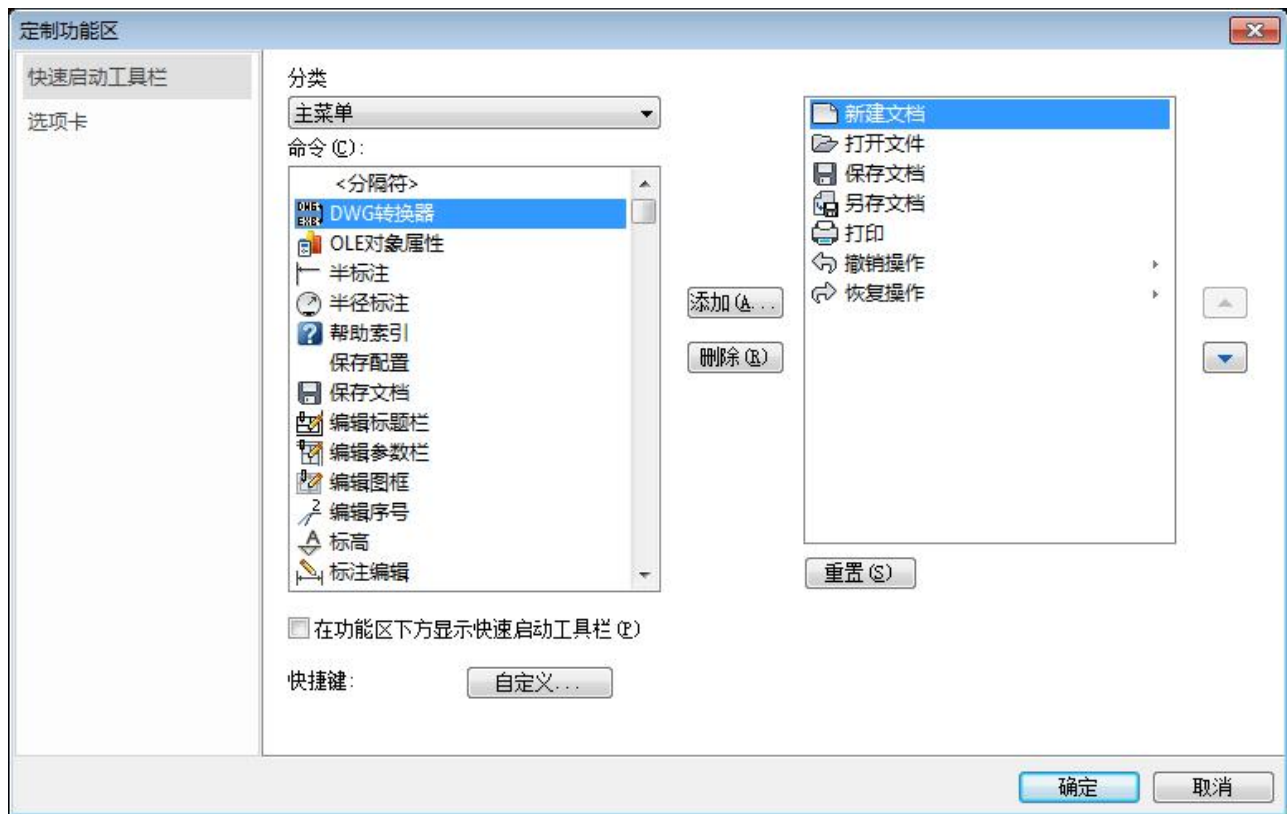 定制功能区
快速启动工具栏
选项卡
分类
主菜单
命令(C):
<分隔符>
DWG转换器
OLE对象属性
半标注
半径标注
帮助索引
保存配置
保存文档
编辑标题栏
编辑参数栏
编辑图框
编辑序号
标高
标注编辑
添加(A...
删除(R)
新建文档
打开文件
保存文档
另存文档
打印
撤销操作
恢复操作
重置(S)
在功能区下方显示快速启动工具栏(P)
快捷键:
自定义...
确定
取消